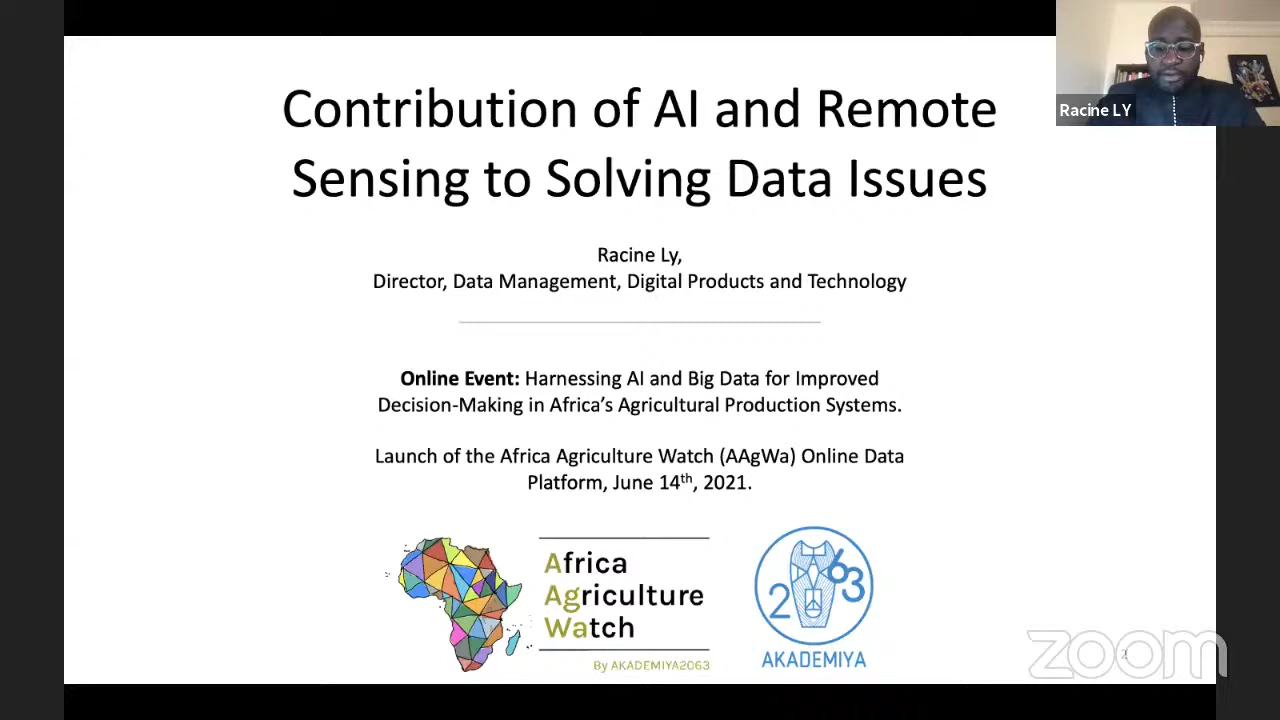 Contribution of AI and Remote
Sensing to Solving Data Issues
Racine LY
Racine Ly,
Director, Data Management, Digital Products and Technology
Online Event: Harnessing AI and Big Data for Improved
Decision-Making in Africa's Agricultural Production Systems.
Launch of the Africa Agriculture Watch (AAgWa) Online Data
Platform, June 14th, 2021.
Africa
AGriculture
Watch
By AKADEMIYA2063
2 63
AKADEMIYA
zoom
2